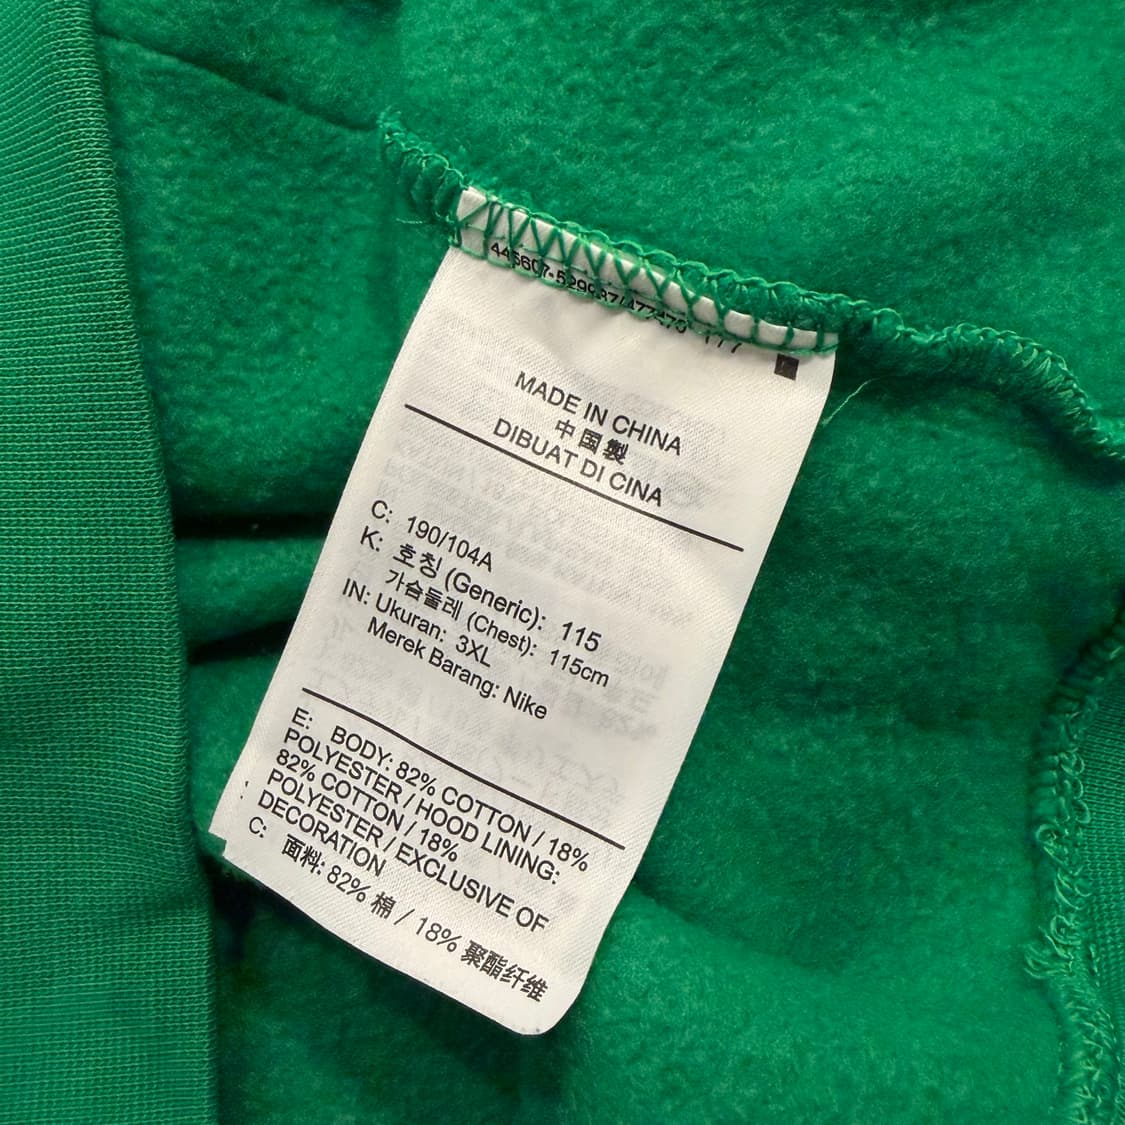 MADE IN CHINA
中国製
DIBUAT DI CINA
C: 190/104A
K: 호칭 (Generic): 115
가슴둘레 (Chest): 115cm
IN: Ukuran: 3XL
Merek Barang: Nike
E: BODY: 82% COTTON / 18%
POLYESTER / HOOD LINING:
82% COTTON / 18%
POLYESTER / EXCLUSIVE OF
DECORATION
C: 面料: 82% 棉 / 18% 聚酯纤维